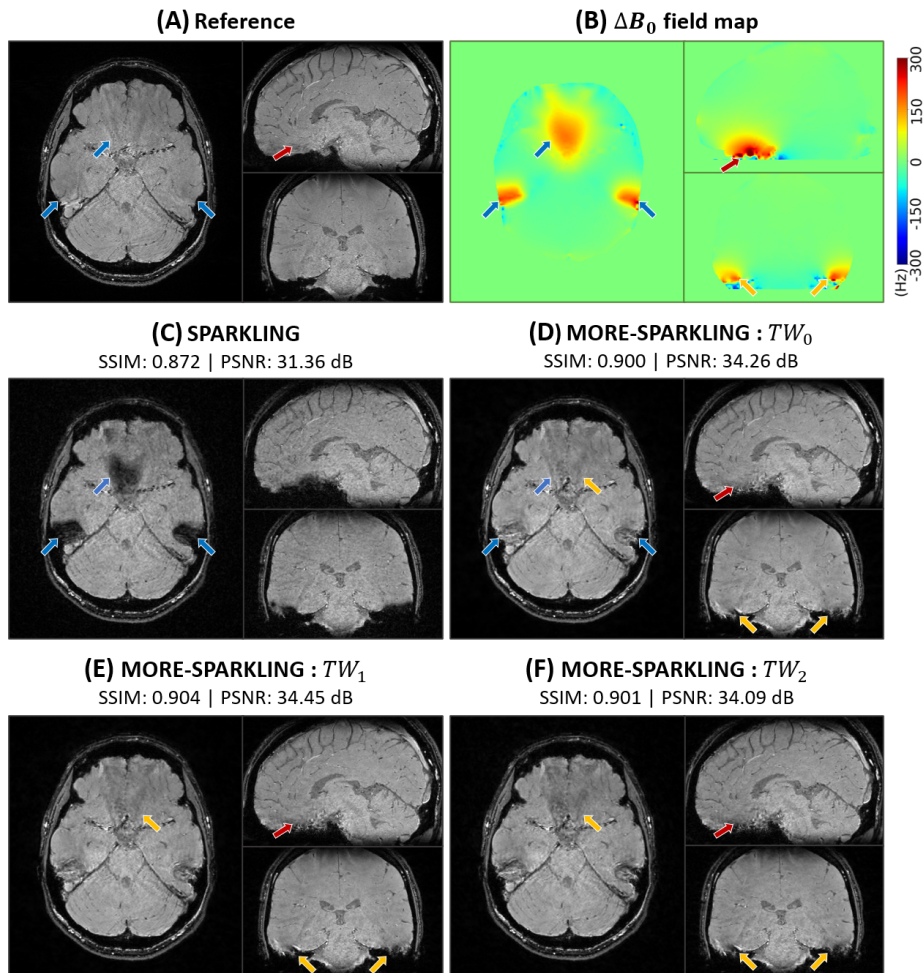 (A) Reference
(B) ΔB₀ field map
300
150
0
-150
-300
(Hz)
(C) SPARKLING
SSIM: 0.872 | PSNR: 31.36 dB
(D) MORE-SPARKLING : TW₀
SSIM: 0.900 | PSNR: 34.26 dB
(E) MORE-SPARKLING : TW₁
SSIM: 0.904 | PSNR: 34.45 dB
(F) MORE-SPARKLING : TW₂
SSIM: 0.901 | PSNR: 34.09 dB